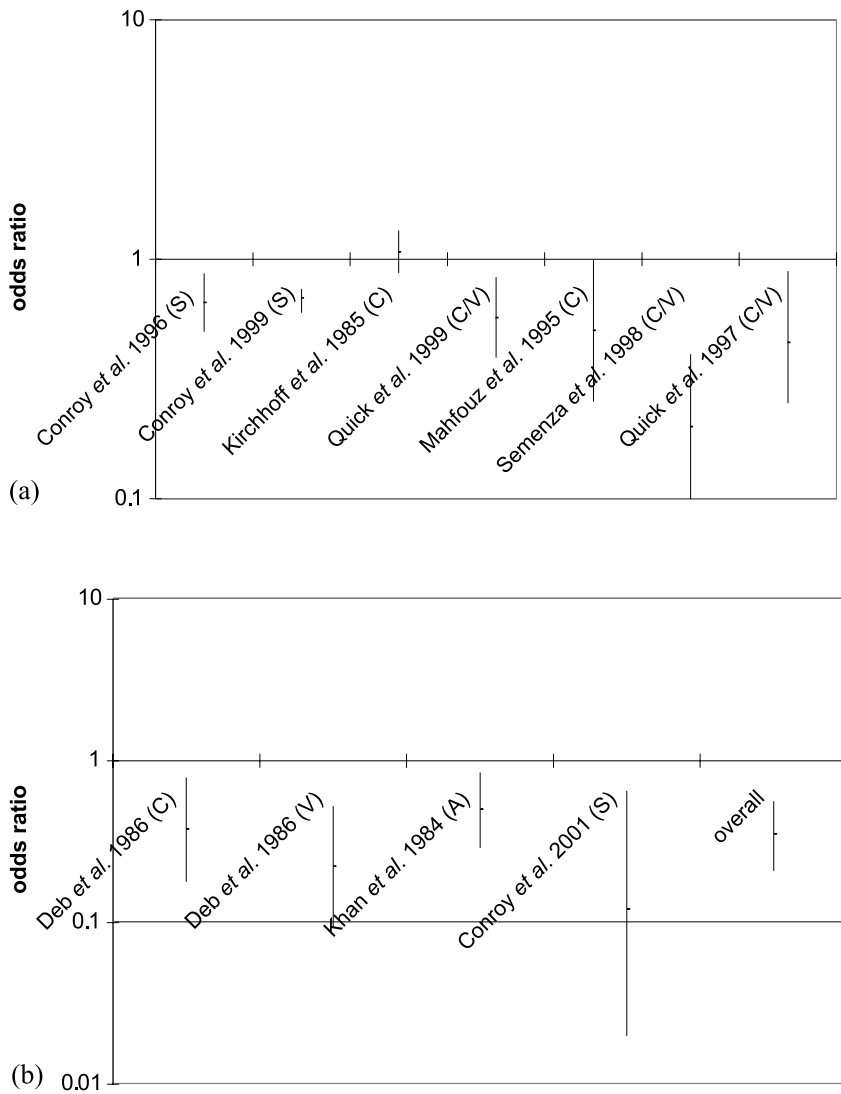 10
1
0.1
odds ratio
Conroy et al. 1996 (S)
Conroy et al. 1999 (S)
Kirchhoff et al. 1985 (C)
Quick et al. 1999 (C/V)
Mahfouz et al. 1995 (C)
Semenza et al. 1998 (C/V)
Quick et al. 1997 (C/V)
(a)
10
1
0.1
0.01
odds ratio
Deb et al. 1986 (C)
Deb et al. 1986 (V)
Khan et al. 1984 (A)
Conroy et al. 2001 (S)
overall
(b)